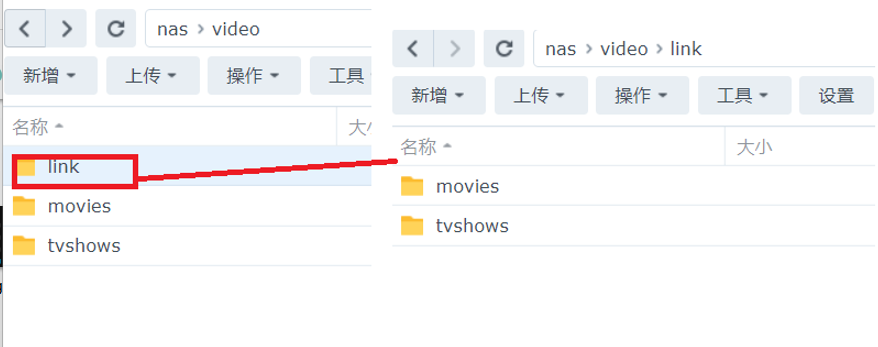 nas › video
新增 上传 操作 工具
名称 大小
link
movies
tvshows
nas › video › link
新增 上传 操作 工具 设置
名称 大小
movies
tvshows